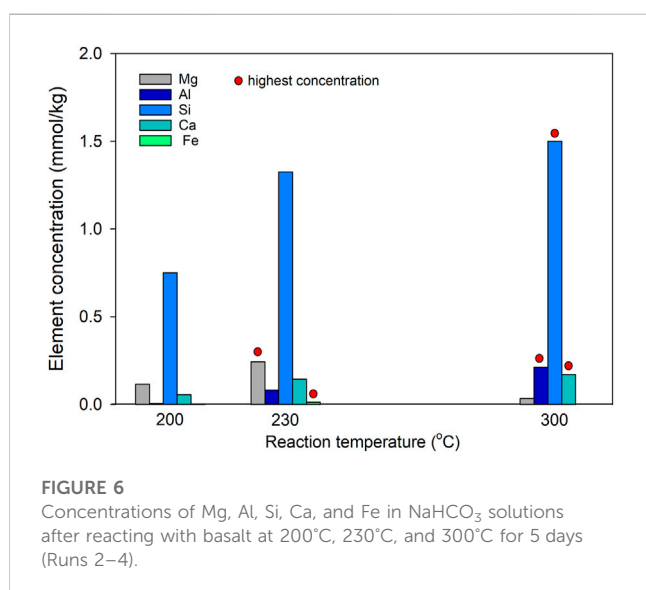 2.0
Mg
highest concentration
Al
Si
Ca
Fe
1.5
1.0
0.5
0.0
Element concentration (mmol/kg)
200
230
300
Reaction temperature (°C)
FIGURE 6
Concentrations of Mg, Al, Si, Ca, and Fe in NaHCO₃ solutions
after reacting with basalt at 200°C, 230°C, and 300°C for 5 days
(Runs 2–4).